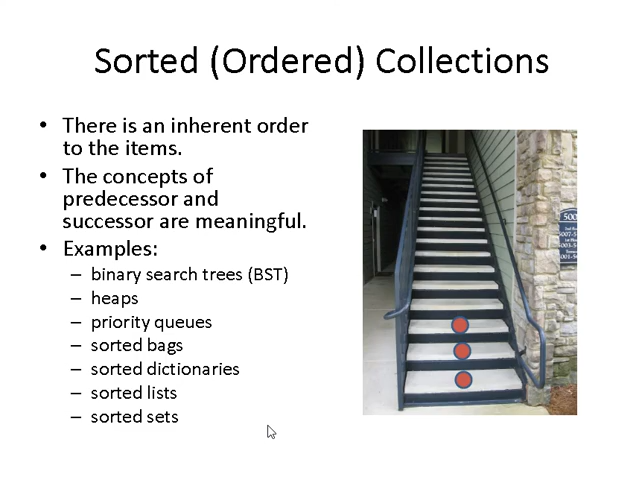 Sorted (Ordered) Collections
• There is an inherent order
to the items.
• The concepts of
predecessor and
successor are meaningful.
• Examples:
– binary search trees (BST)
– heaps
– priority queues
– sorted bags
– sorted dictionaries
– sorted lists
– sorted sets
500